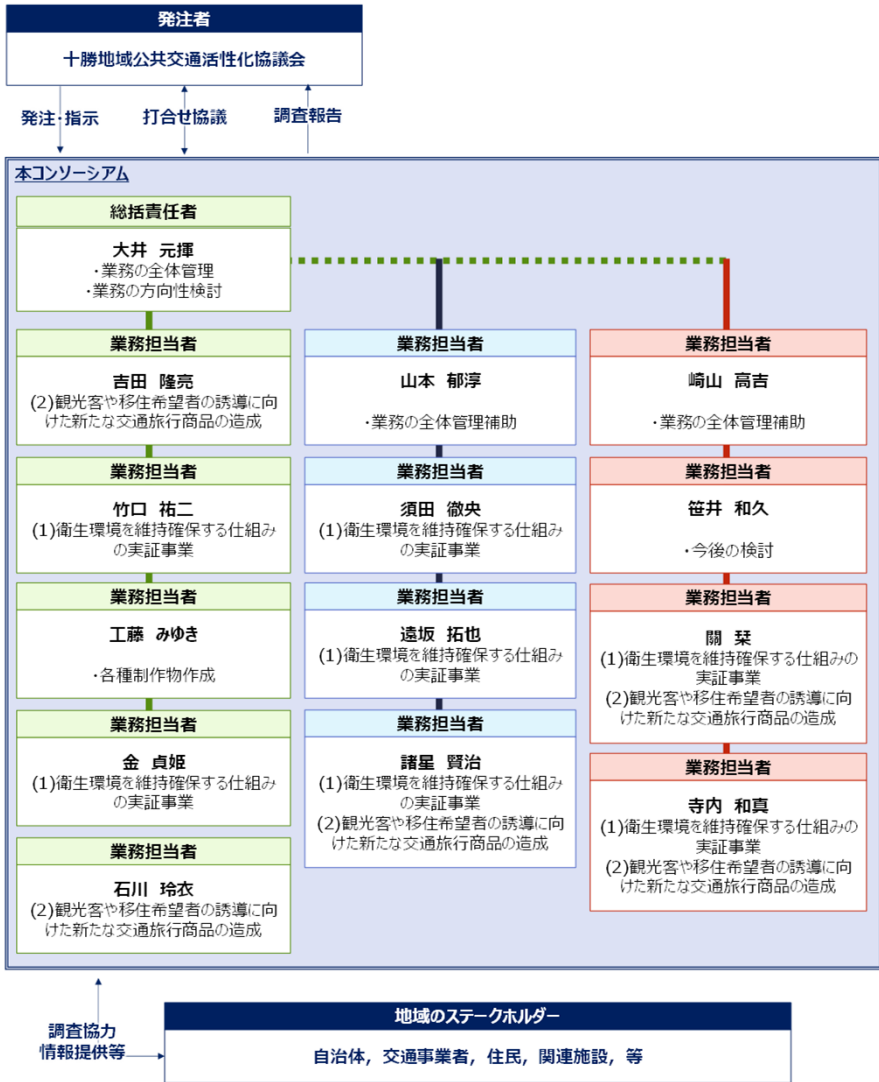 発注者
十勝地域公共交通活性化協議会
発注・指示
打合せ協議
調査報告
本コンソーシアム
総括責任者
大井 元揮
・業務の全体管理
・業務の方向性検討
業務担当者
吉田 隆亮
(2)観光客や移住希望者の誘導に向
けた新たな交通旅行商品の造成
業務担当者
竹口 祐二
(1)衛生環境を維持確保する仕組み
の実証事業
業務担当者
工藤 みゆき
・各種制作物作成
業務担当者
金 貞姫
(1)衛生環境を維持確保する仕組み
の実証事業
業務担当者
石川 玲衣
(2)観光客や移住希望者の誘導に向
けた新たな交通旅行商品の造成
業務担当者
山本 郁淳
・業務の全体管理補助
業務担当者
須田 徹央
(1)衛生環境を維持確保する仕組み
の実証事業
業務担当者
遠坂 拓也
(1)衛生環境を維持確保する仕組み
の実証事業
業務担当者
諸星 賢治
(1)衛生環境を維持確保する仕組み
の実証事業
(2)観光客や移住希望者の誘導に向
けた新たな交通旅行商品の造成
業務担当者
崎山 高吉
・業務の全体管理補助
業務担当者
笹井 和久
・今後の検討
業務担当者
關 栞
(1)衛生環境を維持確保する仕組みの
実証事業
(2)観光客や移住希望者の誘導に向
けた新たな交通旅行商品の造成
業務担当者
寺内 和真
(1)衛生環境を維持確保する仕組みの
実証事業
(2)観光客や移住希望者の誘導に向
けた新たな交通旅行商品の造成
調査協力
情報提供等
地域のステークホルダー
自治体，交通事業者，住民，関連施設，等